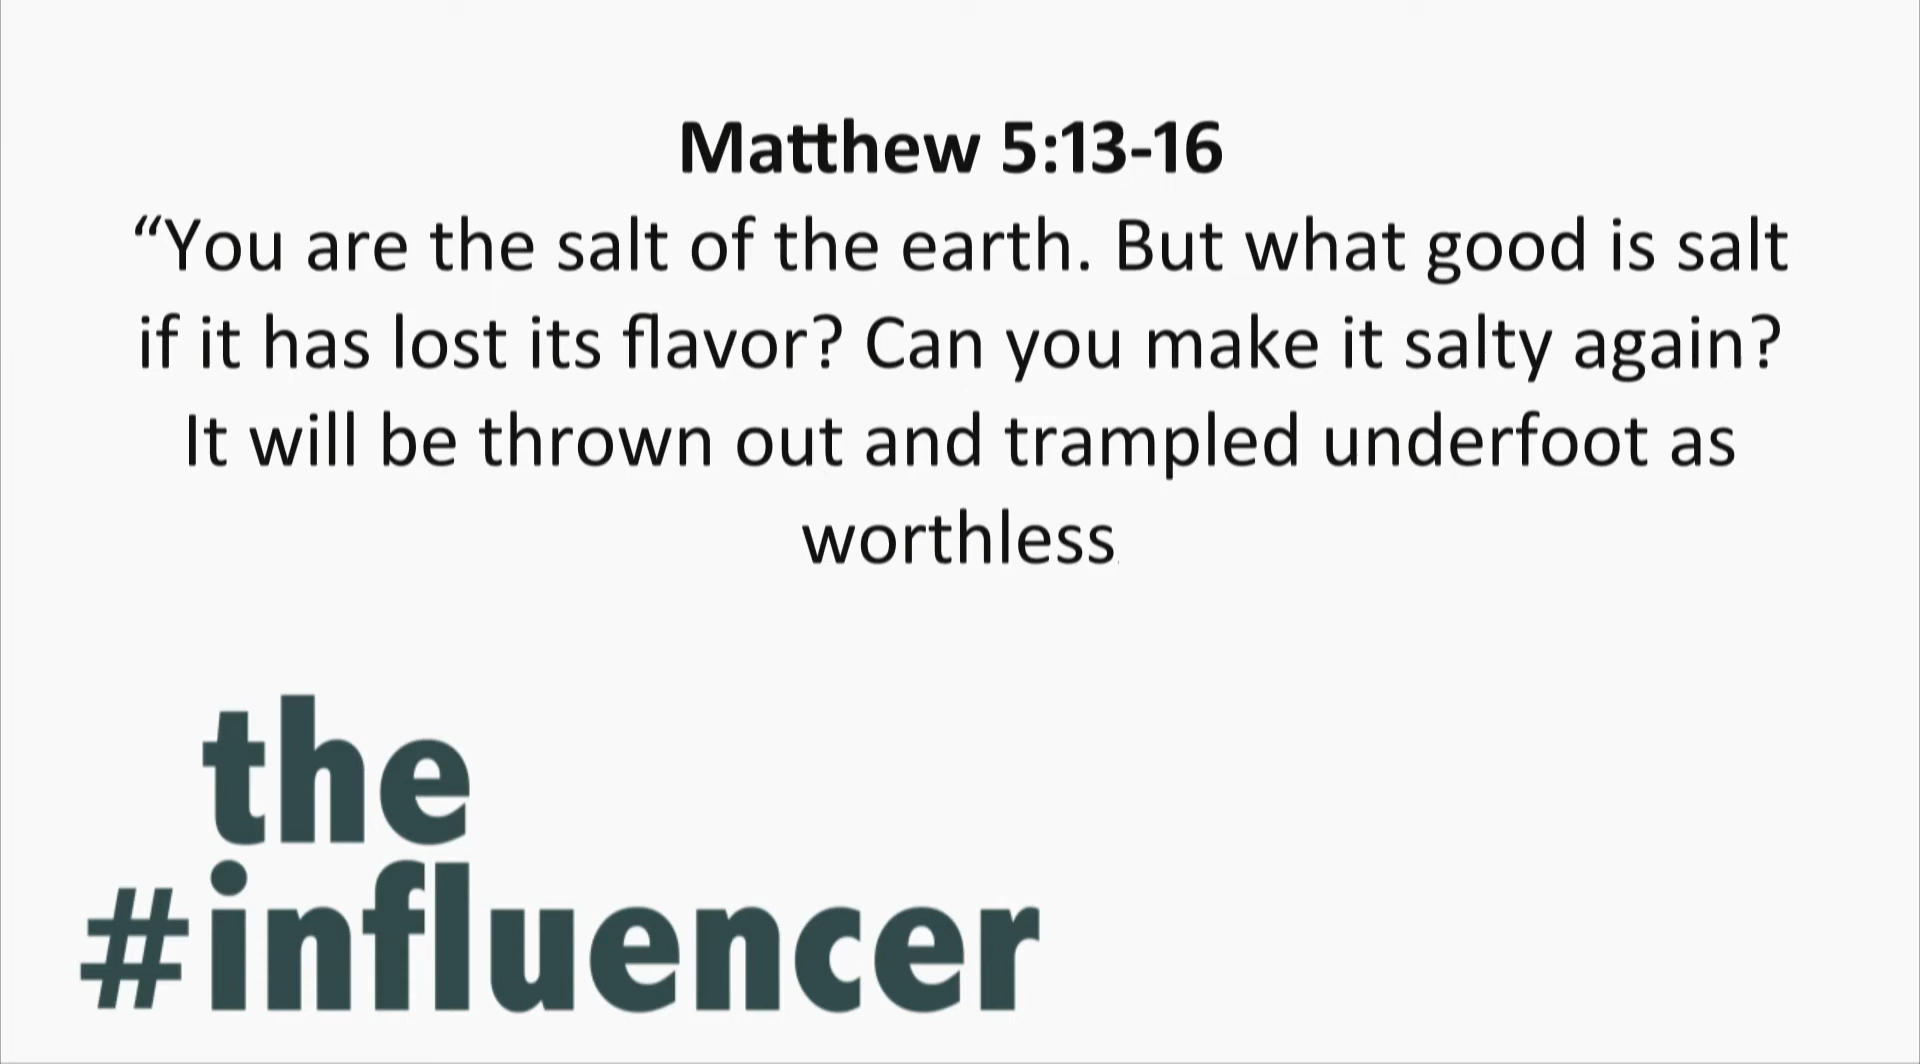 Matthew 5:13-16
“You are the salt of the earth. But what good is salt
if it has lost its flavor? Can you make it salty again?
It will be thrown out and trampled underfoot as
worthless
the
#influencer